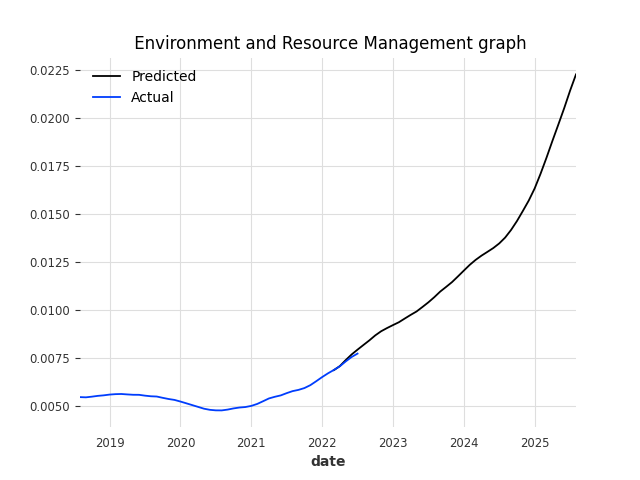 Environment and Resource Management graph
Predicted
Actual
0.0225
0.0200
0.0175
0.0150
0.0125
0.0100
0.0075
0.0050
2019 2020 2021 2022 2023 2024 2025
date